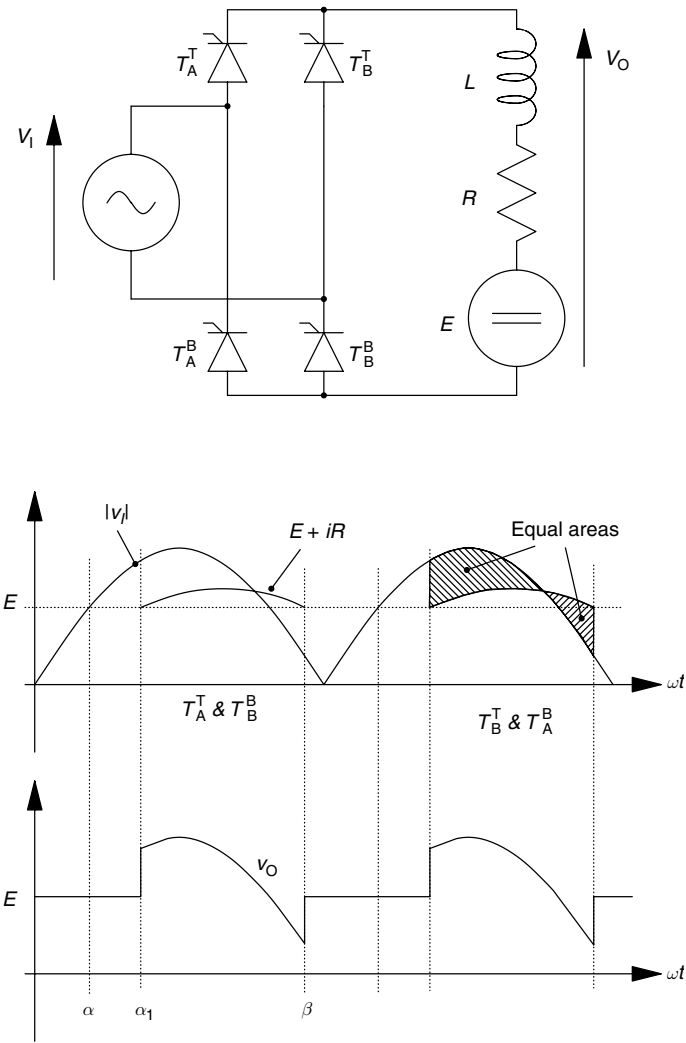 T_A^T
T_B^T
L
V_O
V_I
R
T_A^B
T_B^B
E
|v_I|
E + iR
Equal areas
E
ωt
T_A^T & T_B^B
T_B^T & T_A^B
v_O
E
ωt
α
α_1
β